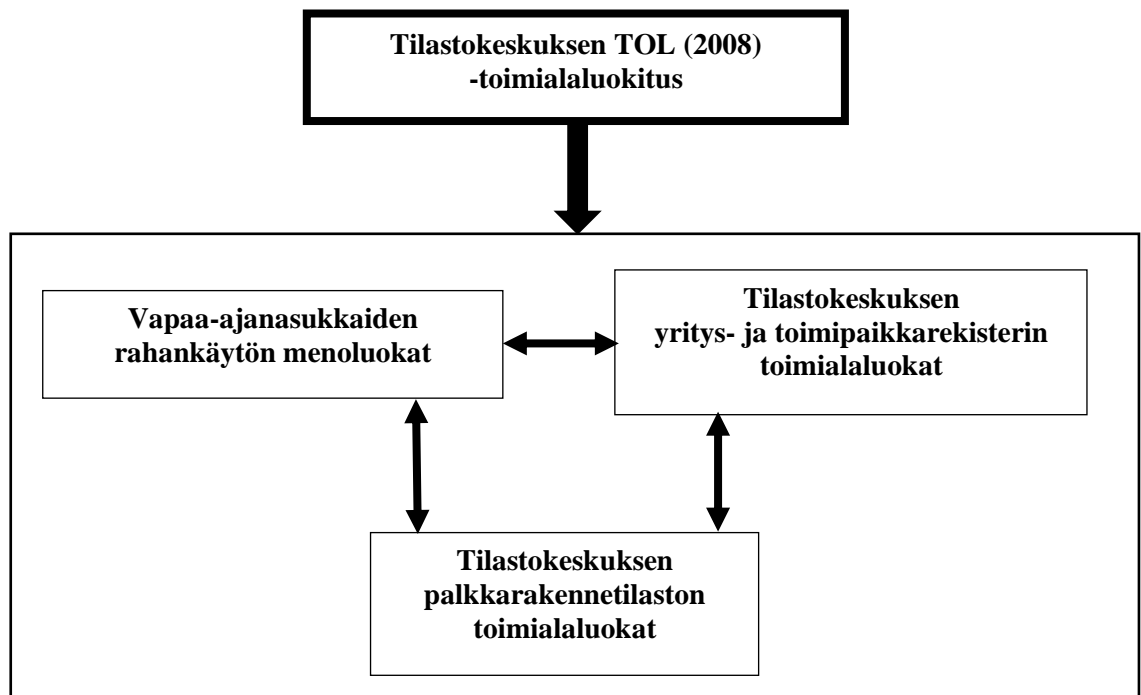 Tilastokeskuksen TOL (2008)
-toimialaluokitus
Vapaa-ajanasukkaiden
rahankäytön menoluokat
Tilastokeskuksen
yritys- ja toimipaikkarekisterin
toimialaluokat
Tilastokeskuksen
palkkarakennetilaston
toimialaluokat